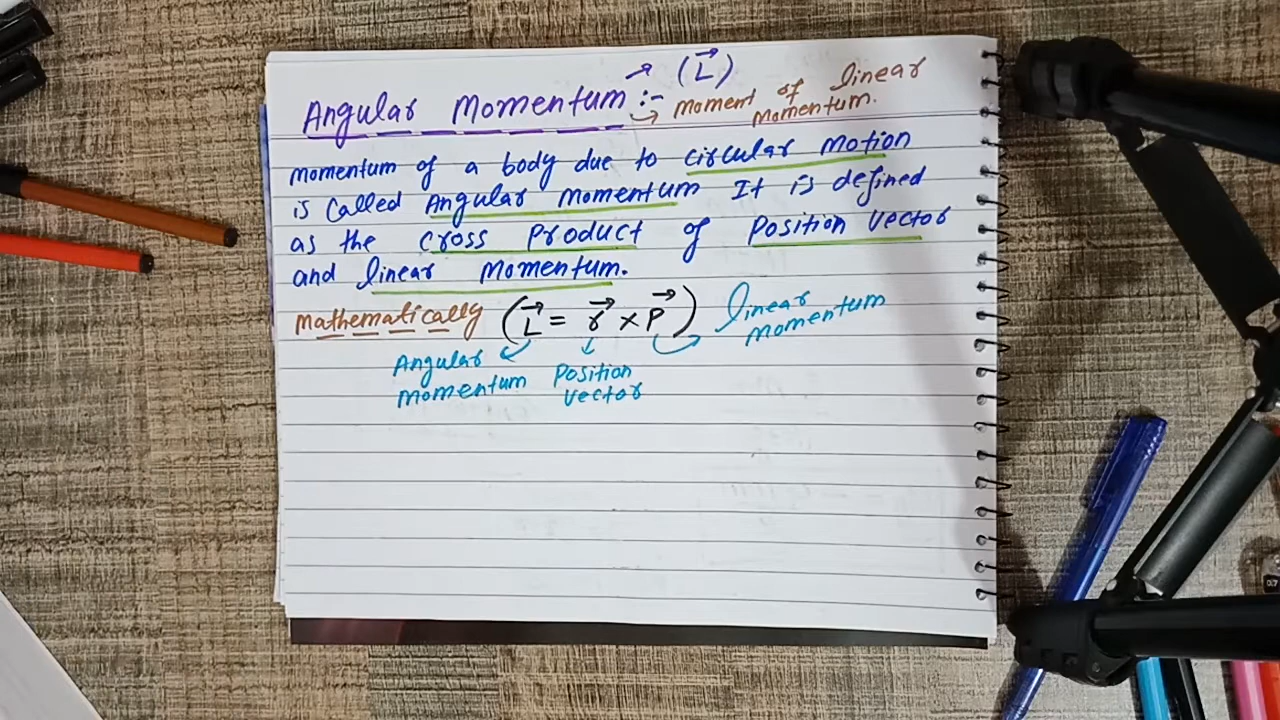 Angular Momentum :- → (L⃗)
↪ moment of linear momentum.
momentum of a body due to circular motion
is called Angular momentum It is defined
as the cross product of position vector
and linear momentum.
Mathematically (L⃗ = r⃗ × P⃗) linear momentum
Angular momentum
Position vector